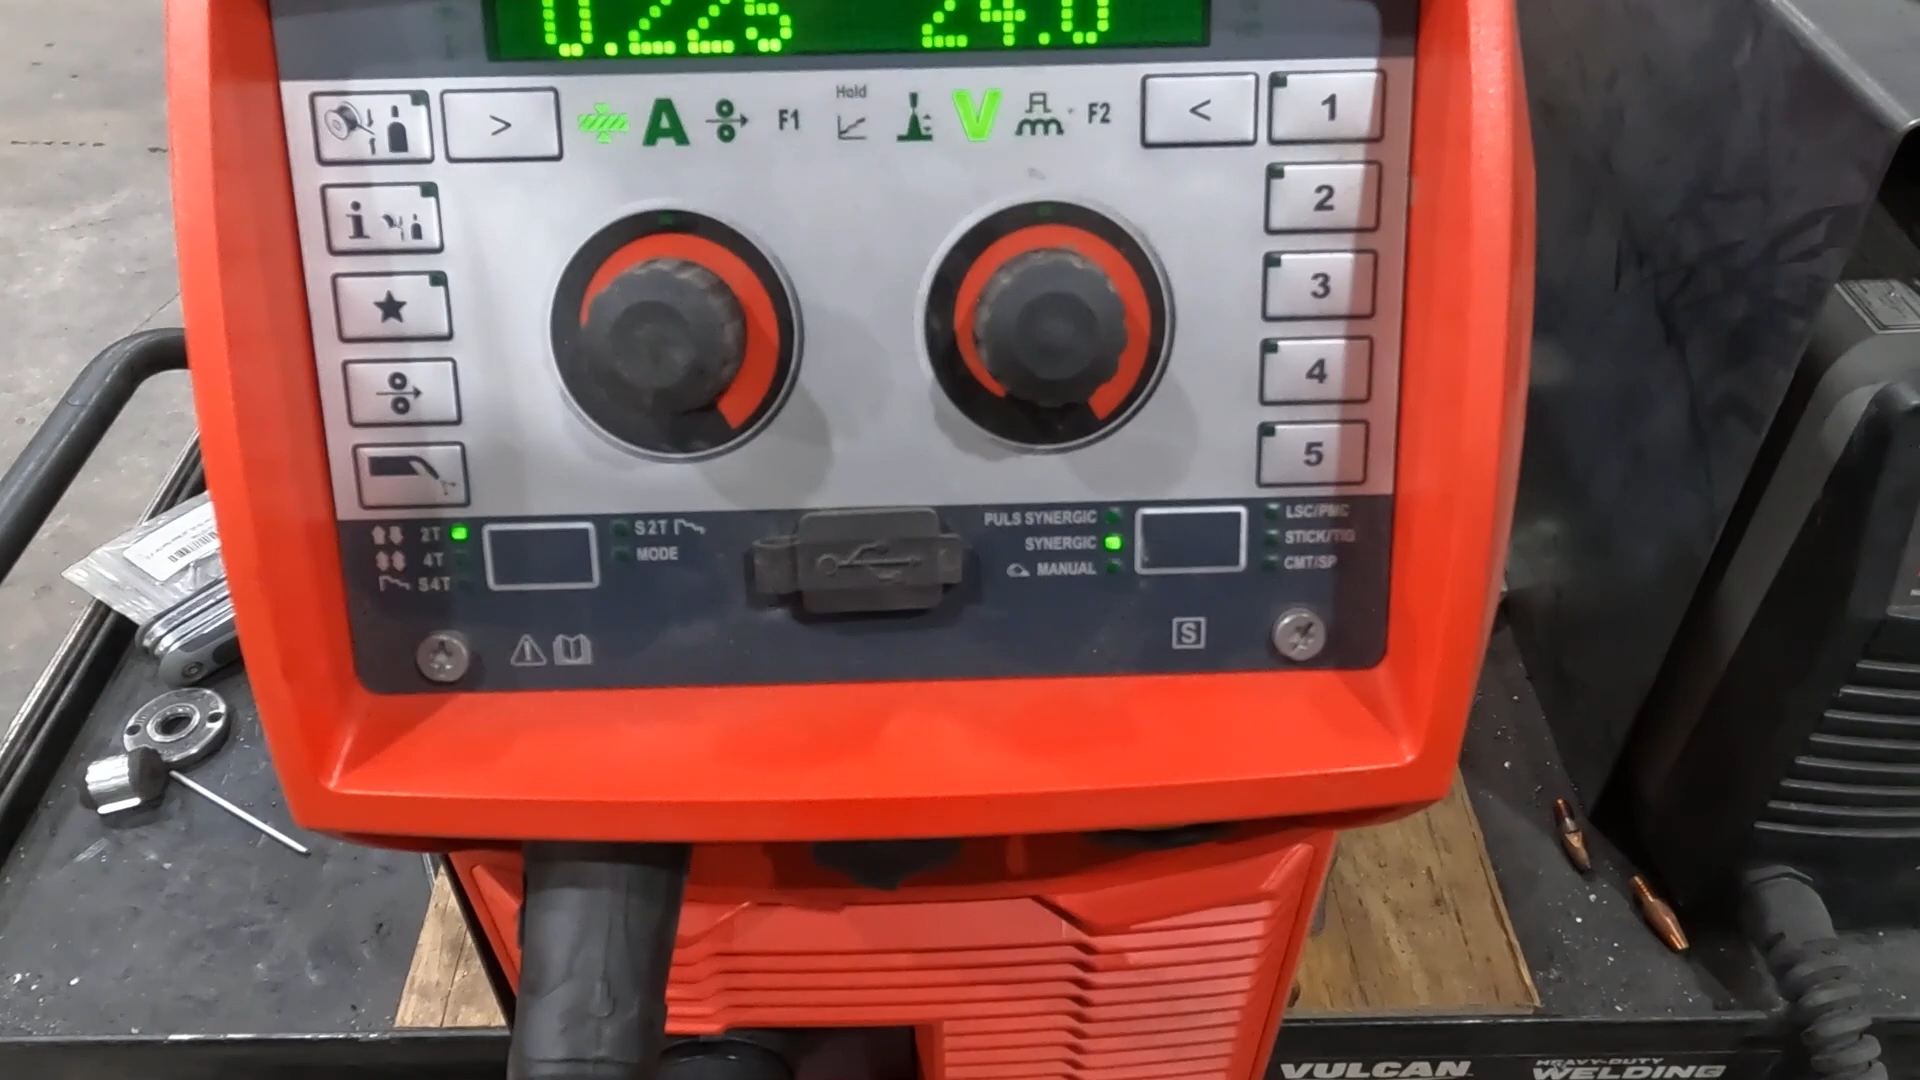 0.225 24.0
> A F1 Hold V F2 < 1
i 2
3
4
5
2T S2T PULS SYNERGIC LSC/PMC
4T MODE SYNERGIC STICK/TIG
S4T MANUAL CMT/SP
S
VULCAN HEAVY-DUTY
WELDING